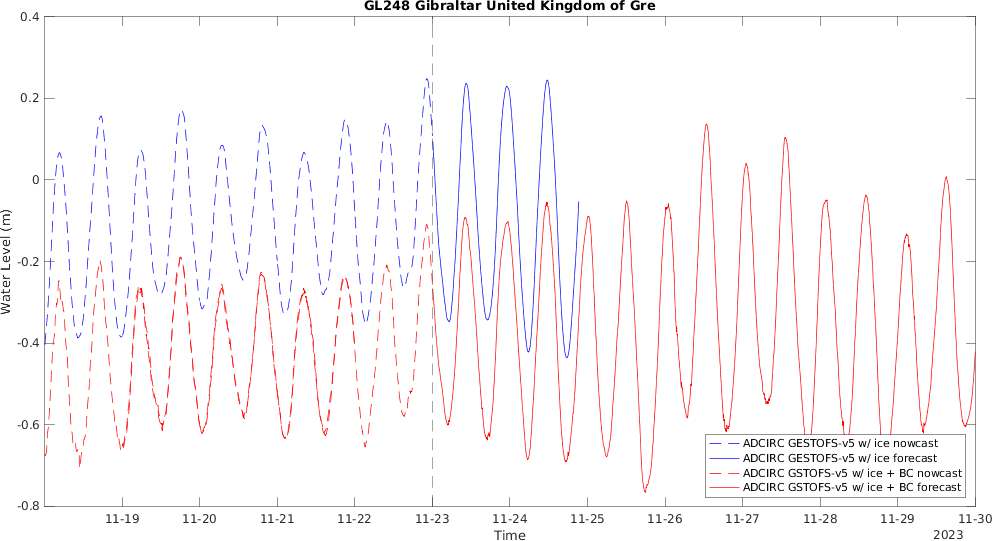 GL248 Gibraltar United Kingdom of Gre
0.4
0.2
0
-0.2
-0.4
-0.6
-0.8
Water Level (m)
ADCIRC GESTOFS-v5 w/ ice nowcast
ADCIRC GESTOFS-v5 w/ ice forecast
ADCIRC GSTOFS-v5 w/ ice + BC nowcast
ADCIRC GSTOFS-v5 w/ ice + BC forecast
11-19 11-20 11-21 11-22 11-23 11-24 11-25 11-26 11-27 11-28 11-29 11-30
Time
2023